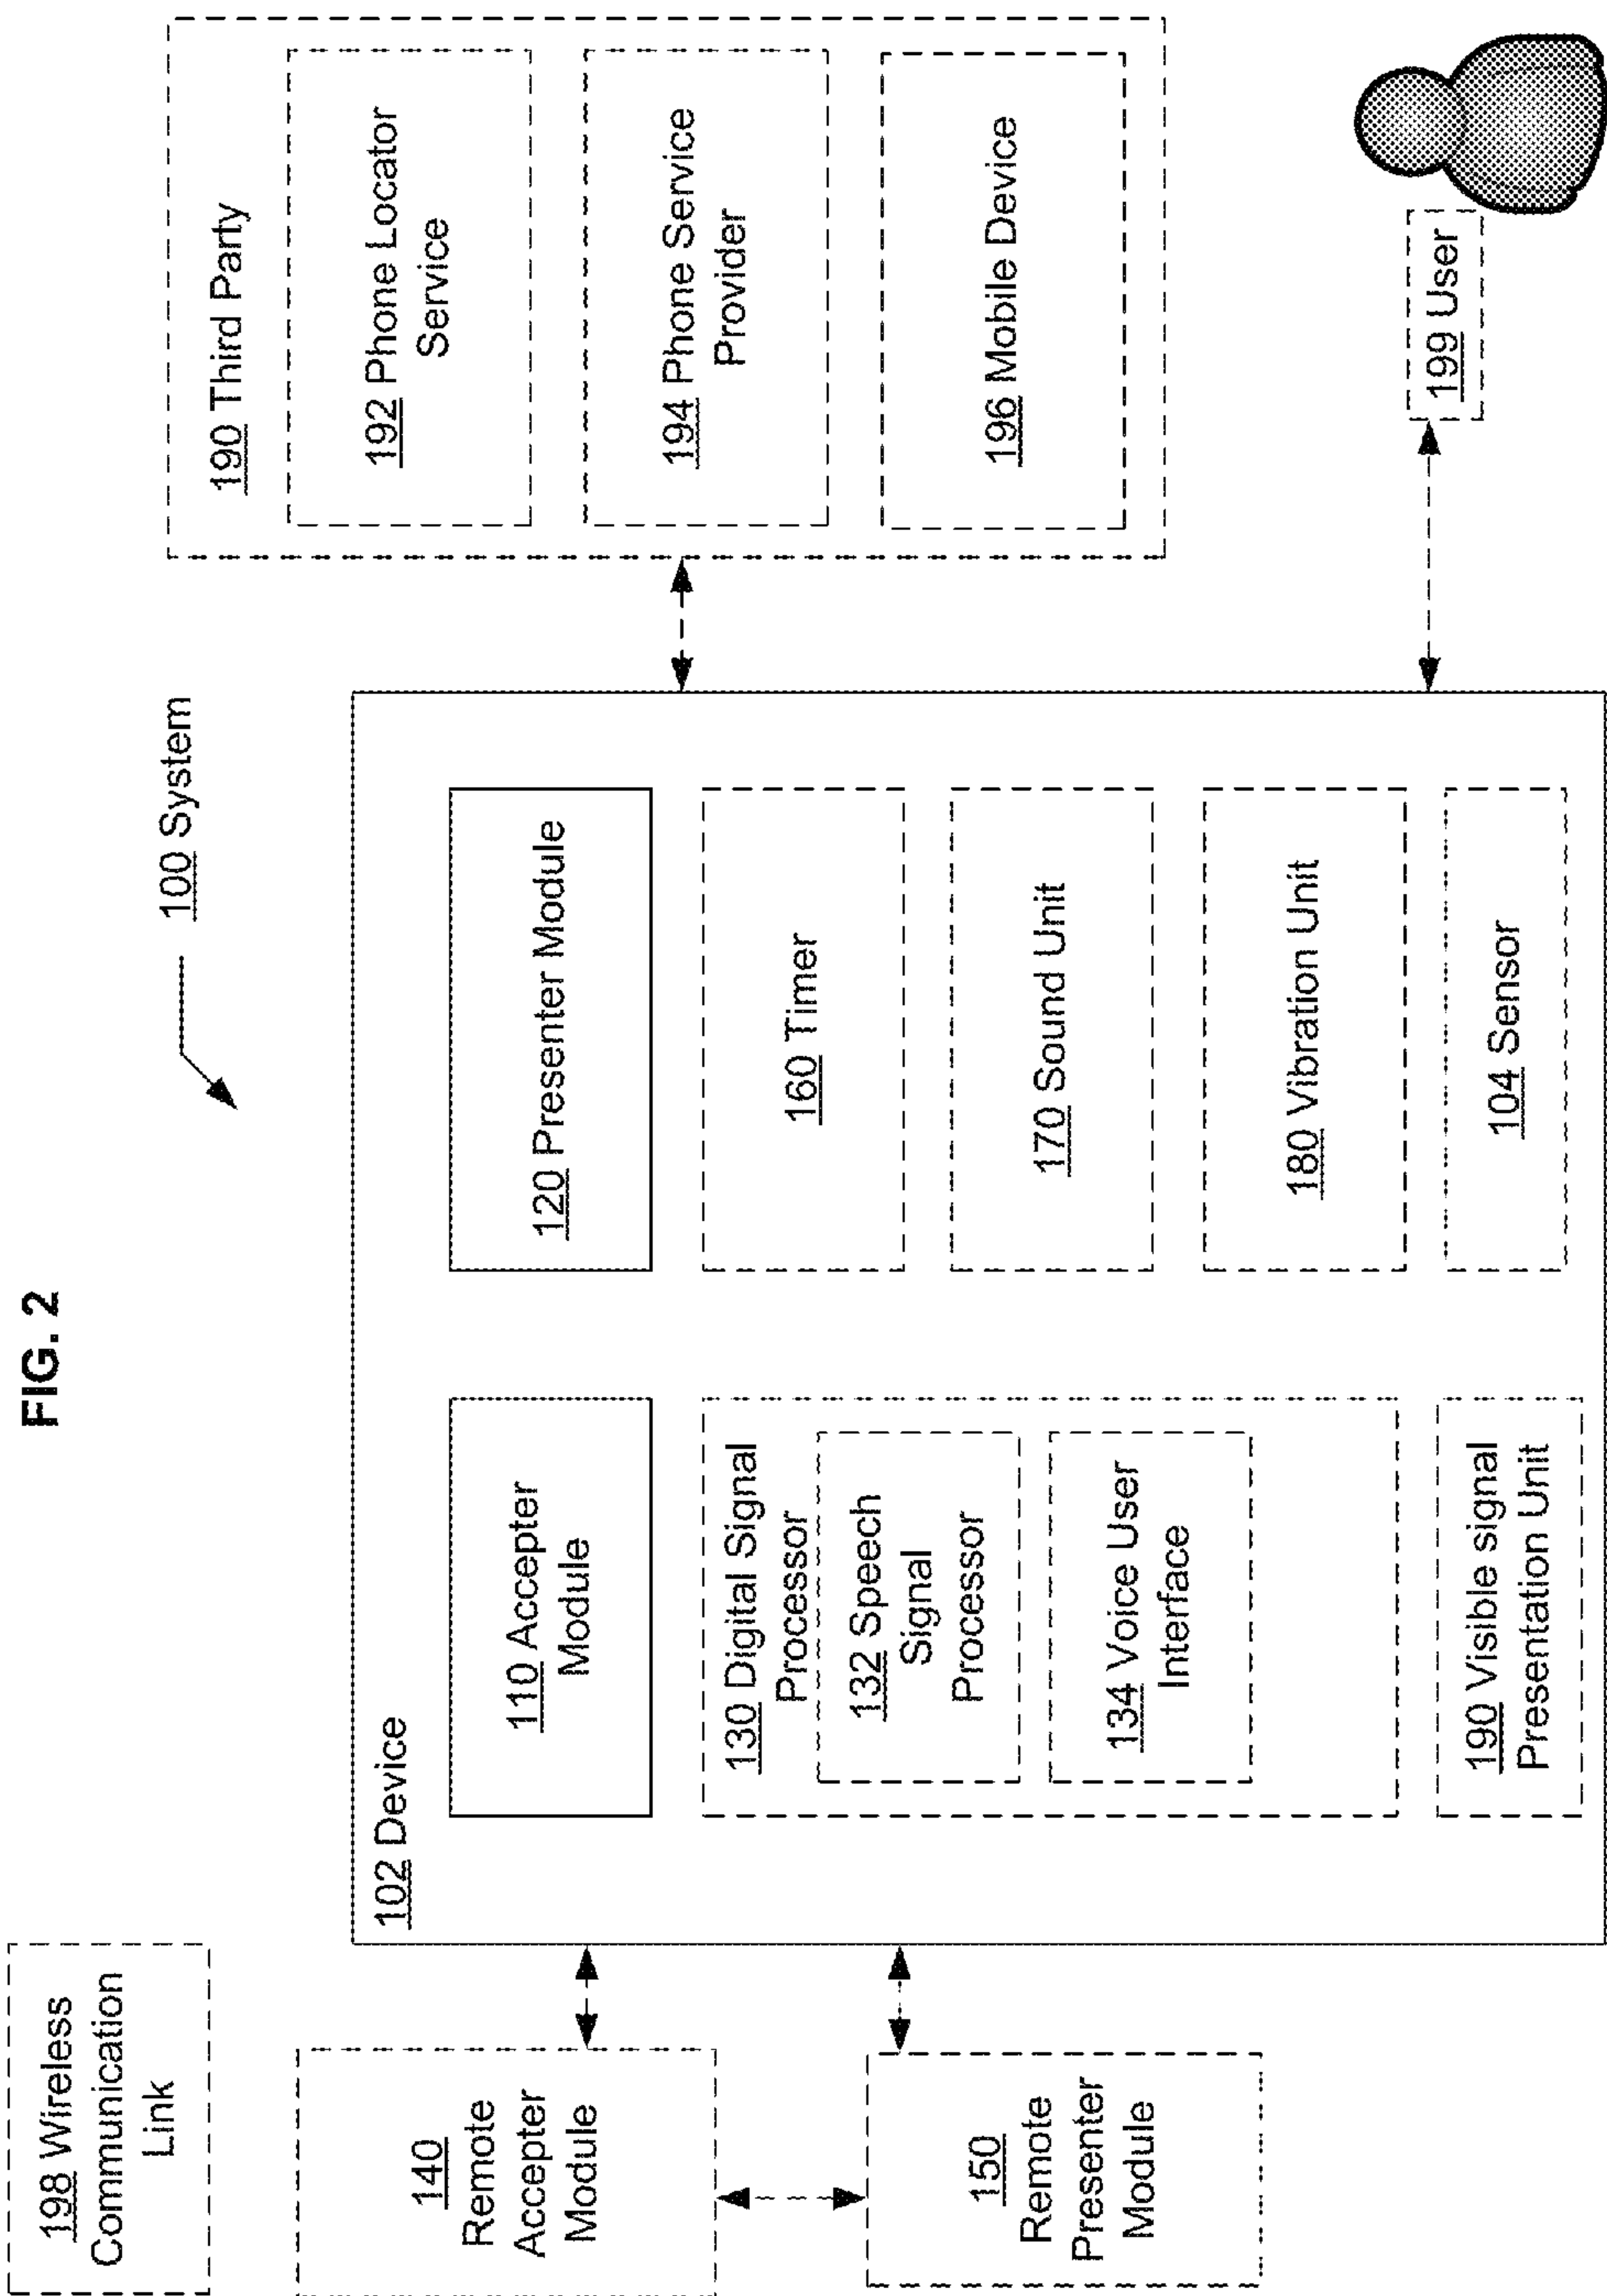 FIG. 2
198 Wireless
Communication
Link
100 System
102 Device
110 Accepter
Module
120 Presenter Module
130 Digital Signal
Processor
132 Speech
Signal
Processor
134 Voice User
Interface
190 Visible signal
Presentation Unit
160 Timer
170 Sound Unit
180 Vibration Unit
104 Sensor
140
Remote
Accepter
Module
150
Remote
Presenter
Module
190 Third Party
192 Phone Locator
Service
194 Phone Service
Provider
196 Mobile Device
199 User